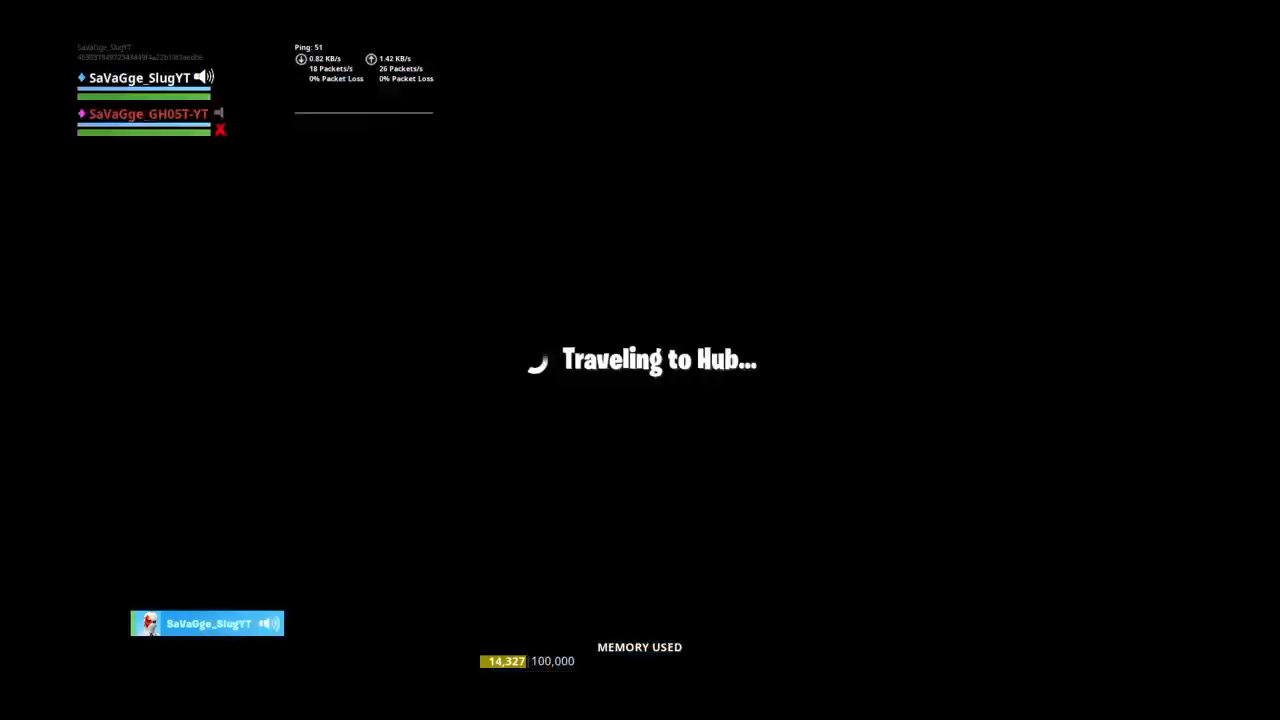 SaVaGge_SlugYT
SaVaGge_SlugYT
SaVaGge_GH05T-YT
X
Ping: 51
0.82 KB/s 1.42 KB/s
18 Packets/s 26 Packets/s
0% Packet Loss 0% Packet Loss
Traveling to Hub...
SaVaGge_SlugYT
MEMORY USED
14,327 100,000